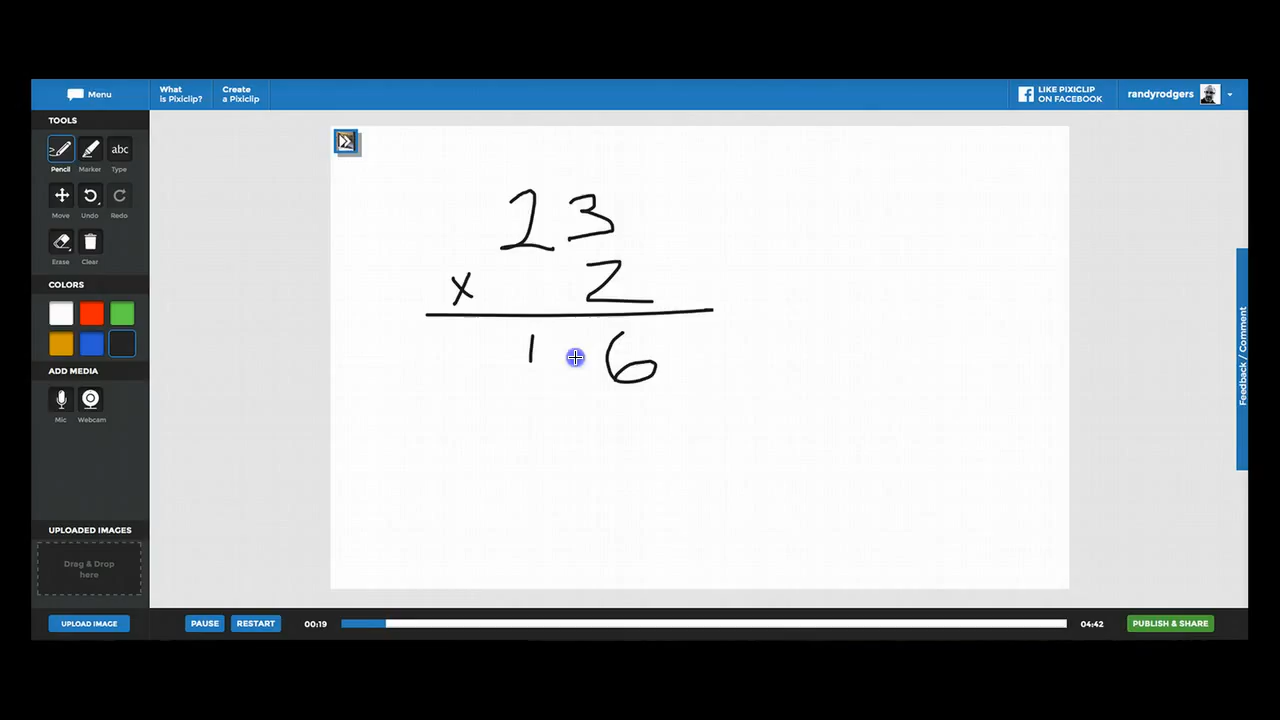 Menu
What is Pixiclip?
Create a Pixiclip
LIKE PIXICLIP ON FACEBOOK
randyrodgers
TOOLS
Pencil
Marker
abc
Type
Move
Undo
Redo
Erase
Clear
COLORS
ADD MEDIA
Mic
Webcam
UPLOADED IMAGES
Drag & Drop here
UPLOAD IMAGE
23
x 2
1 6
Feedback / Comment
PAUSE
RESTART
00:19
04:42
PUBLISH & SHARE